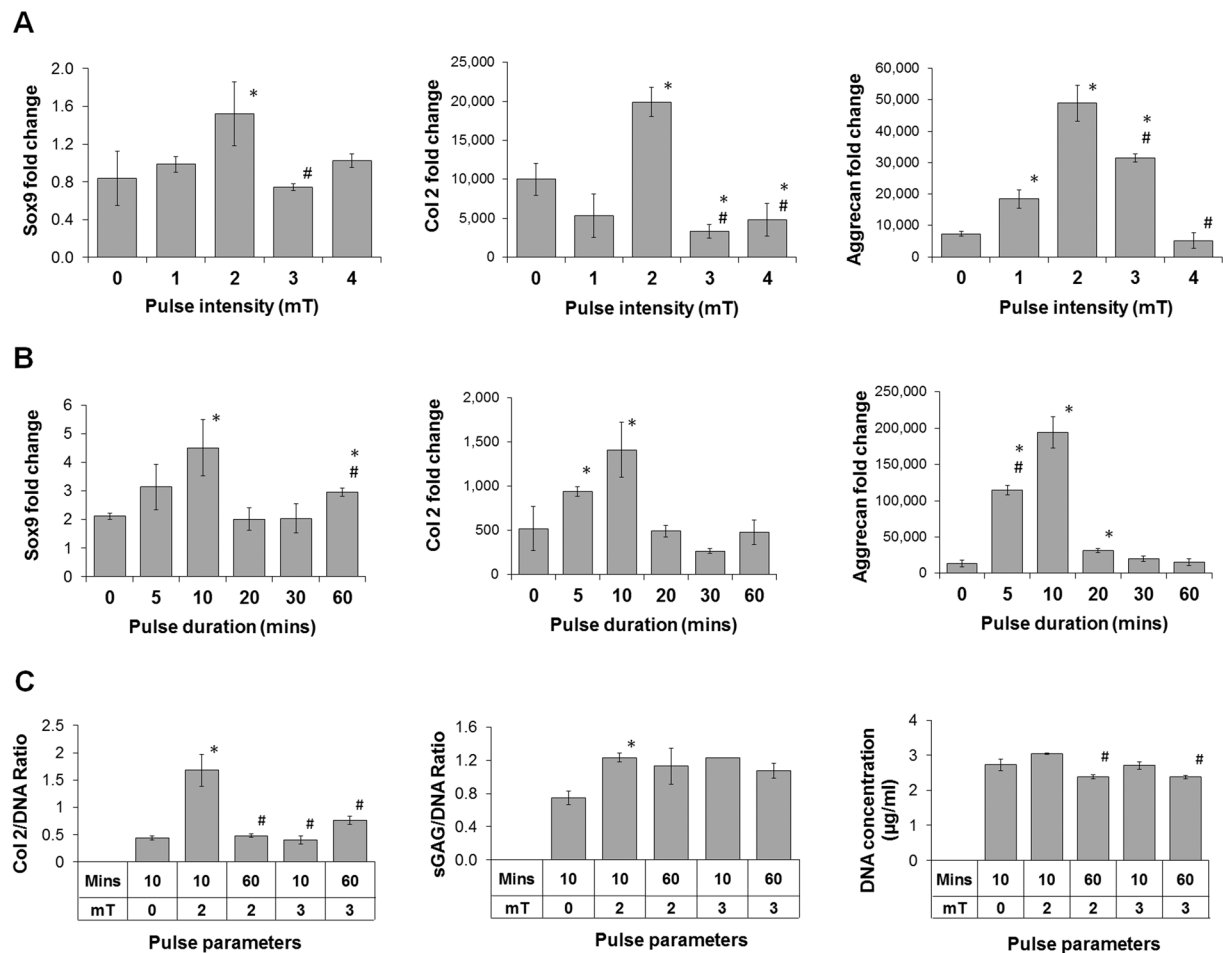 A
Sox9 fold change
2.0
1.6
1.2
0.8
0.4
0.0
*
#
0 1 2 3 4
Pulse intensity (mT)
Col 2 fold change
25,000
20,000
15,000
10,000
5,000
0
*
* *
# #
0 1 2 3 4
Pulse intensity (mT)
Aggrecan fold change
60,000
50,000
40,000
30,000
20,000
10,000
0
*
*
#
*
#
0 1 2 3 4
Pulse intensity (mT)
B
Sox9 fold change
6
5
4
3
2
1
0
*
*
#
0 5 10 20 30 60
Pulse duration (mins)
Col 2 fold change
2,000
1,500
1,000
500
0
*
*
0 5 10 20 30 60
Pulse duration (mins)
Aggrecan fold change
250,000
200,000
150,000
100,000
50,000
0
*
*
#
*
0 5 10 20 30 60
Pulse duration (mins)
C
Col 2/DNA Ratio
2.5
2
1.5
1
0.5
0
*
# # #
Mins 10 10 60 10 60
mT 0 2 2 3 3
Pulse parameters
sGAG/DNA Ratio
1.6
1.2
0.8
0.4
0.0
*
Mins 10 10 60 10 60
mT 0 2 2 3 3
Pulse parameters
DNA concentration
(µg/ml)
4
3
2
1
0
# #
Mins 10 10 60 10 60
mT 0 2 2 3 3
Pulse parameters